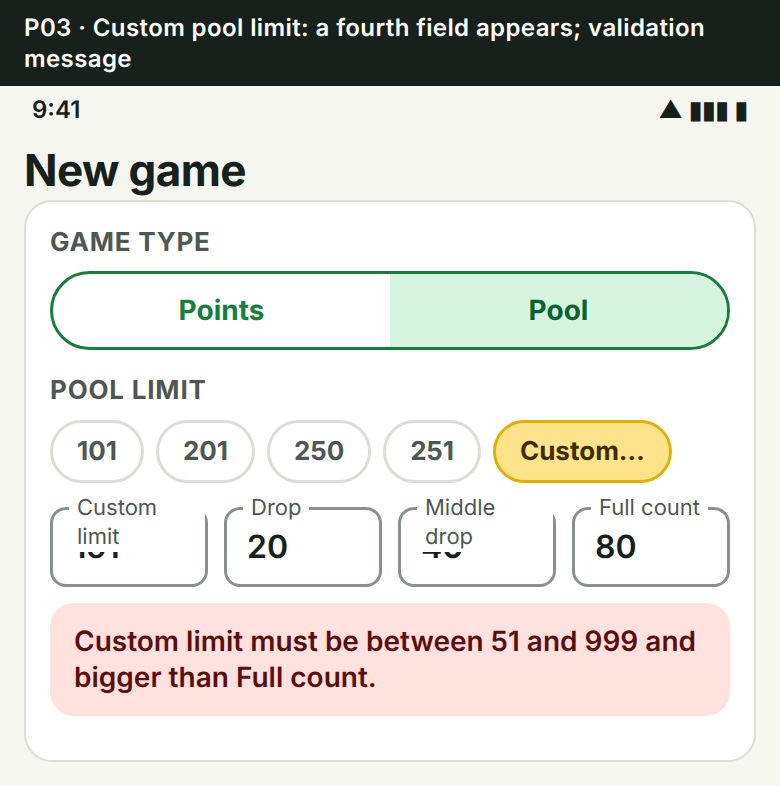 P03 · Custom pool limit: a fourth field appears; validation
message
9:41
New game
GAME TYPE
Points Pool
POOL LIMIT
101 201 250 251 Custom...
Custom limit Drop Middle drop Full count
20 80
Custom limit must be between 51 and 999 and
bigger than Full count.